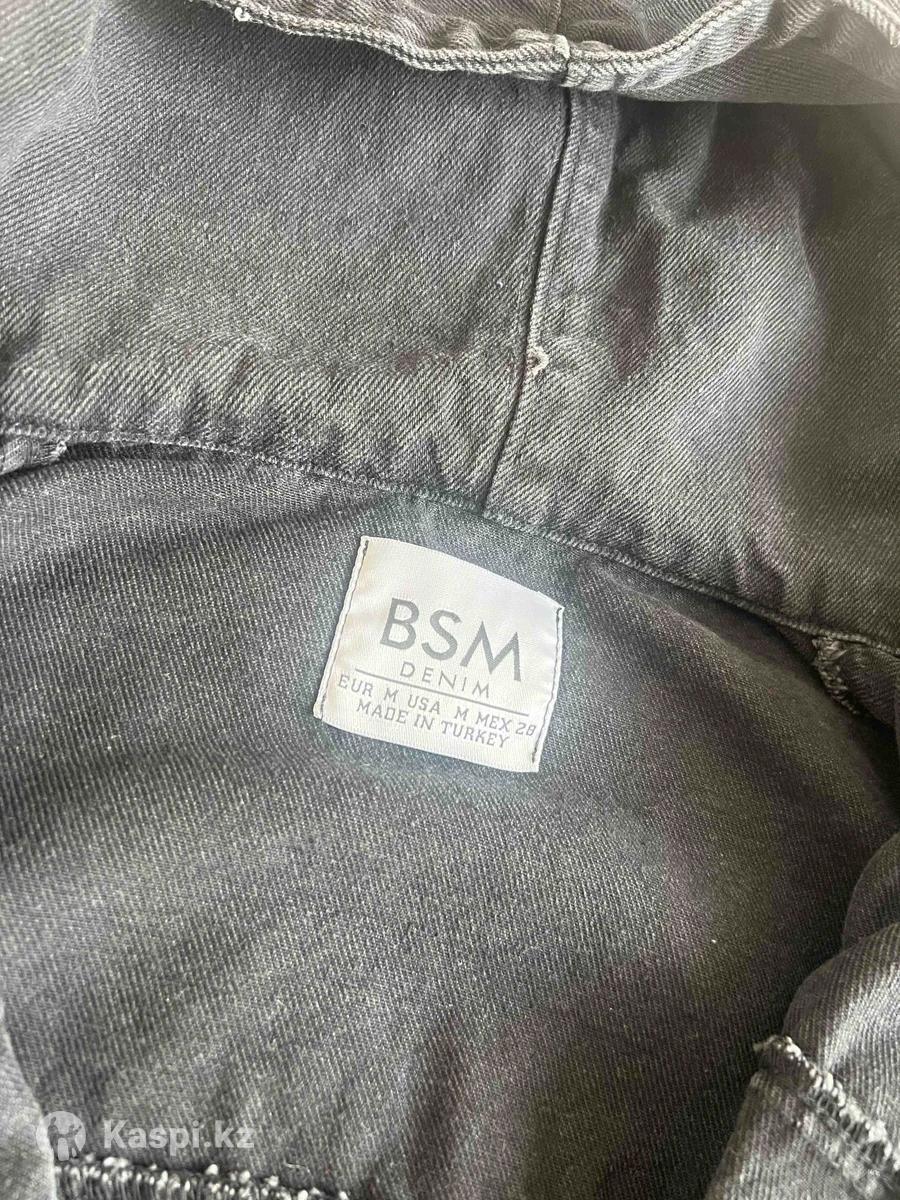 BSM
DENIM
EUR M USA M MEX 28
MADE IN TURKEY
Kaspi.kz